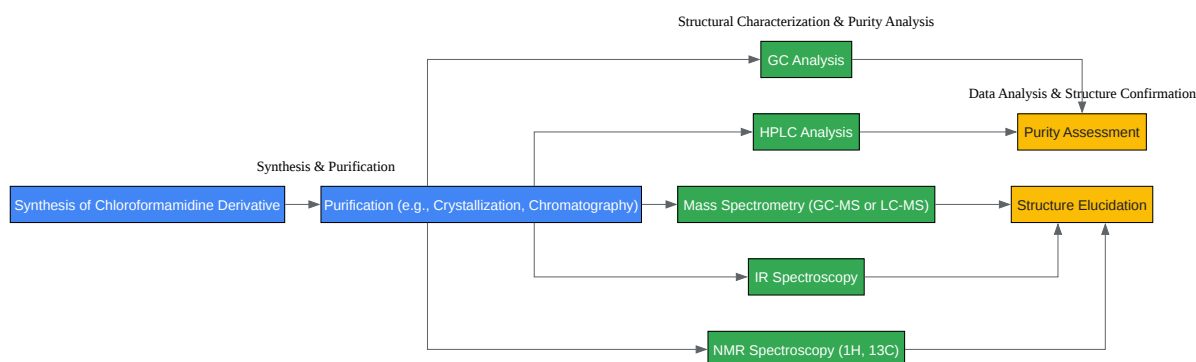 Structural Characterization & Purity Analysis
GC Analysis
Data Analysis & Structure Confirmation
HPLC Analysis
Purity Assessment
Synthesis & Purification
Synthesis of Chloroformamidine Derivative
Purification (e.g., Crystallization, Chromatography)
Mass Spectrometry (GC-MS or LC-MS)
Structure Elucidation
IR Spectroscopy
NMR Spectroscopy (1H, 13C)